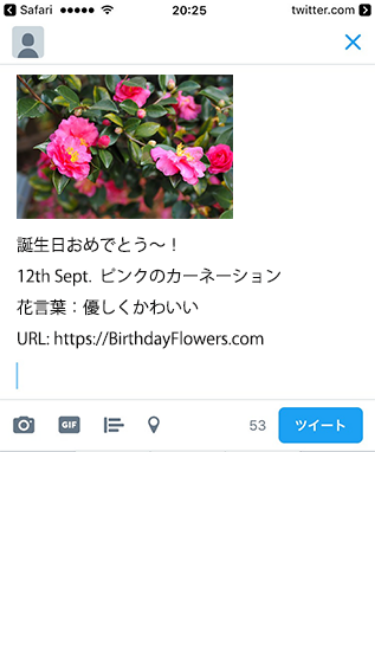 Safari 20:25 twitter.com
誕生日おめでとう〜！
12th Sept. ピンクのカーネーション
花言葉：優しくかわいい
URL: https://BirthdayFlowers.com
GIF 53 ツイート